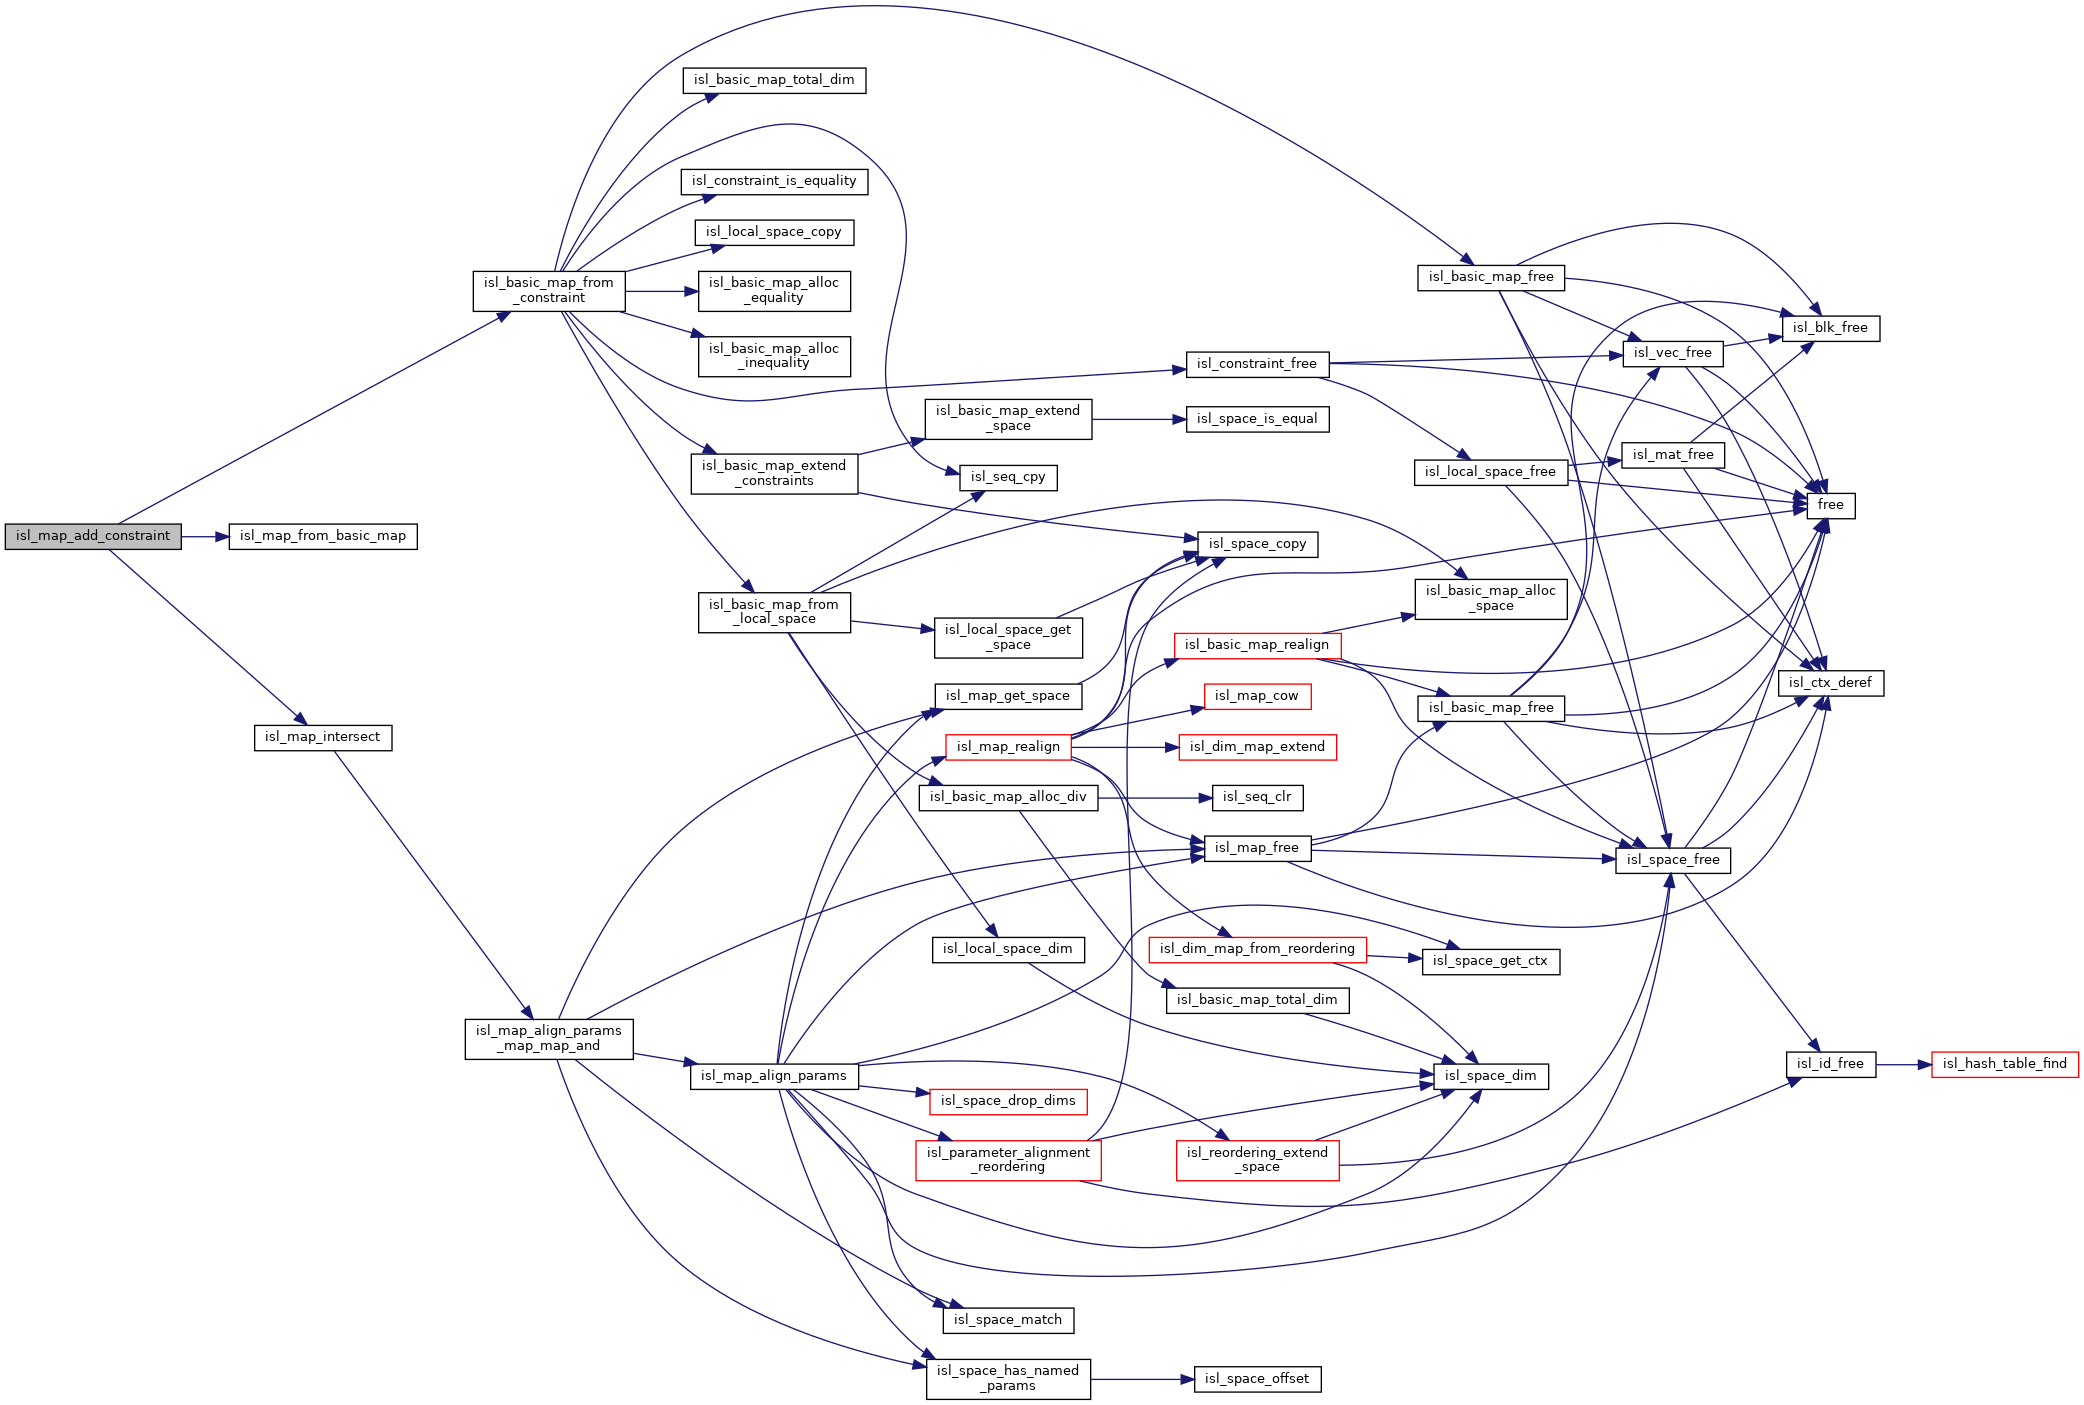 isl_map_add_constraint
isl_map_from_basic_map
isl_map_intersect
isl_basic_map_from
_constraint
isl_map_align_params
_map_map_and
isl_basic_map_total_dim
isl_constraint_is_equality
isl_local_space_copy
isl_basic_map_alloc
_equality
isl_basic_map_alloc
_inequality
isl_basic_map_extend
_constraints
isl_basic_map_from
_local_space
isl_map_align_params
isl_basic_map_extend
_space
isl_seq_cpy
isl_local_space_get
_space
isl_map_get_space
isl_map_realign
isl_basic_map_alloc_div
isl_local_space_dim
isl_space_drop_dims
isl_parameter_alignment
_reordering
isl_space_match
isl_space_has_named
_params
isl_constraint_free
isl_space_is_equal
isl_space_copy
isl_basic_map_realign
isl_map_cow
isl_dim_map_extend
isl_seq_clr
isl_map_free
isl_dim_map_from_reordering
isl_basic_map_total_dim
isl_reordering_extend
_space
isl_space_offset
isl_basic_map_free
isl_local_space_free
isl_basic_map_alloc
_space
isl_basic_map_free
isl_space_get_ctx
isl_space_dim
isl_vec_free
isl_mat_free
isl_space_free
isl_blk_free
free
isl_ctx_deref
isl_id_free
isl_hash_table_find